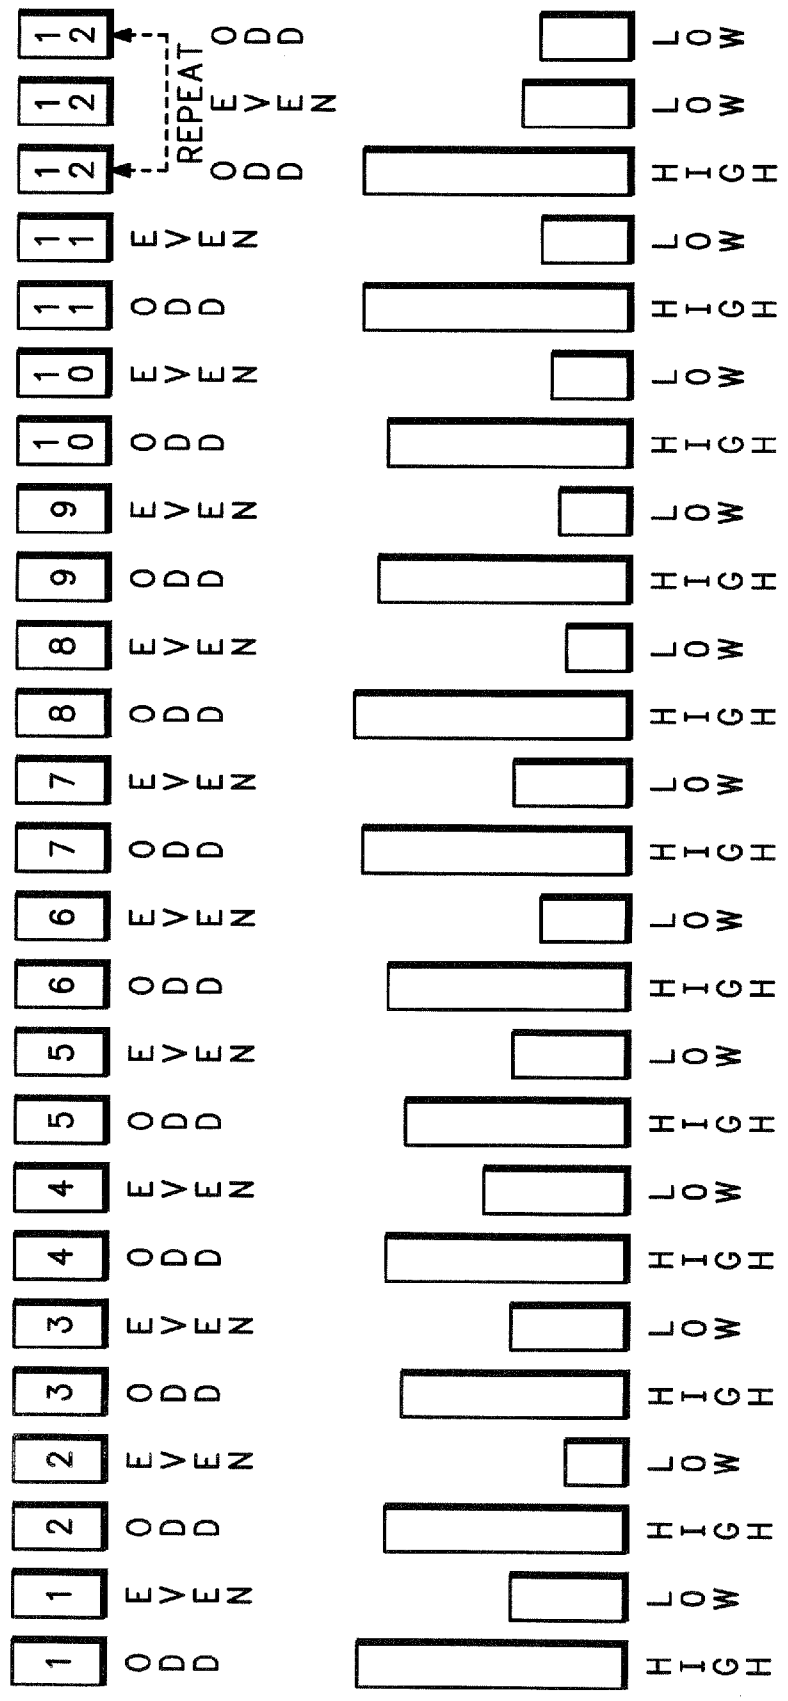 1 1 2 2 3 3 4 4 5 5 6 6 7 7 8 8 9 9 10 10 11 11 12 12 12
ODD EVEN ODD EVEN ODD EVEN ODD EVEN ODD EVEN ODD EVEN ODD EVEN ODD EVEN ODD EVEN ODD EVEN ODD EVEN
REPEAT
ODD EVEN ODD
HIGH LOW HIGH LOW HIGH LOW HIGH LOW HIGH LOW HIGH LOW HIGH LOW HIGH LOW HIGH LOW HIGH LOW HIGH LOW HIGH LOW LOW